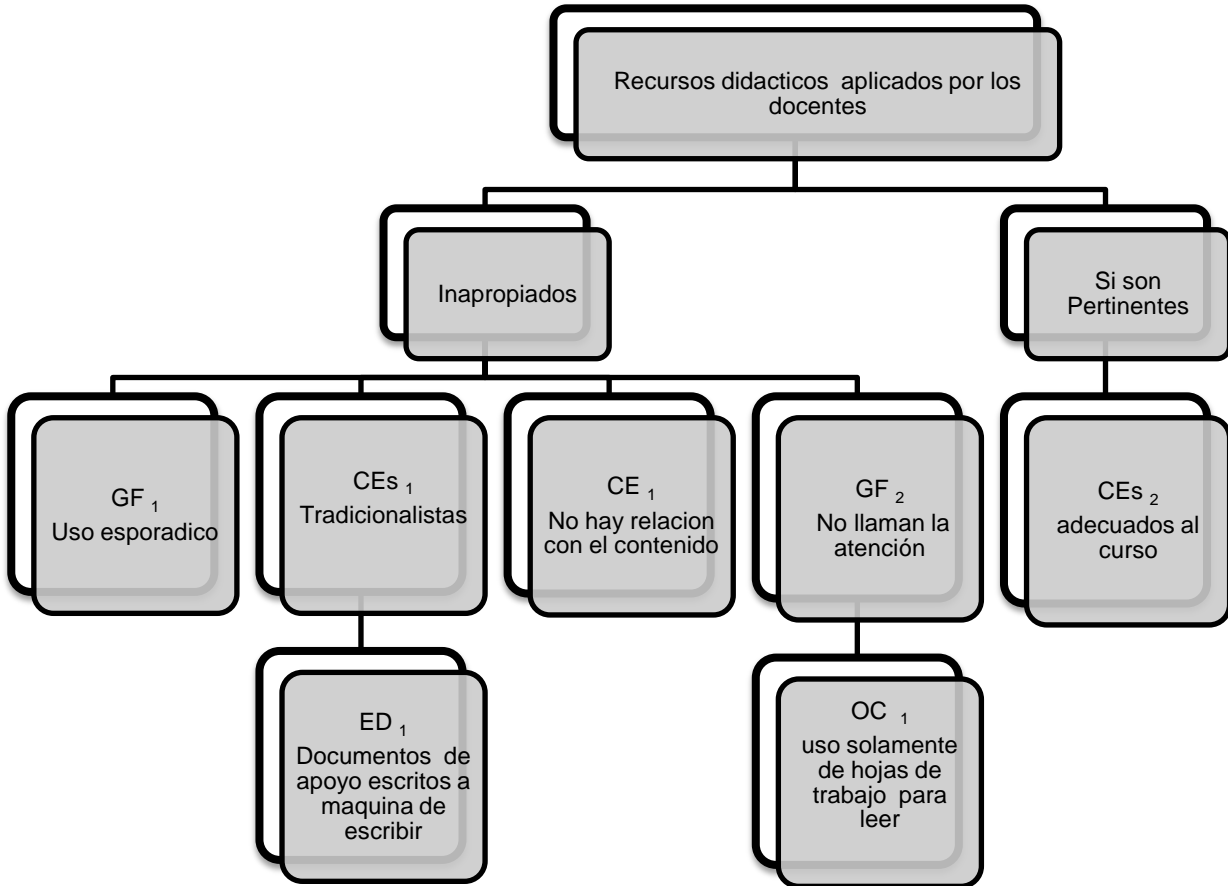 Recursos didacticos aplicados por los
docentes
Inapropiados
Si son
Pertinentes
GF 1
Uso esporadico
CEs 1
Tradicionalistas
CE 1
No hay relacion
con el contenido
GF 2
No llaman la
atención
CEs 2
adecuados al
curso
ED 1
Documentos de
apoyo escritos a
maquina de
escribir
OC 1
uso solamente
de hojas de
trabajo para
leer